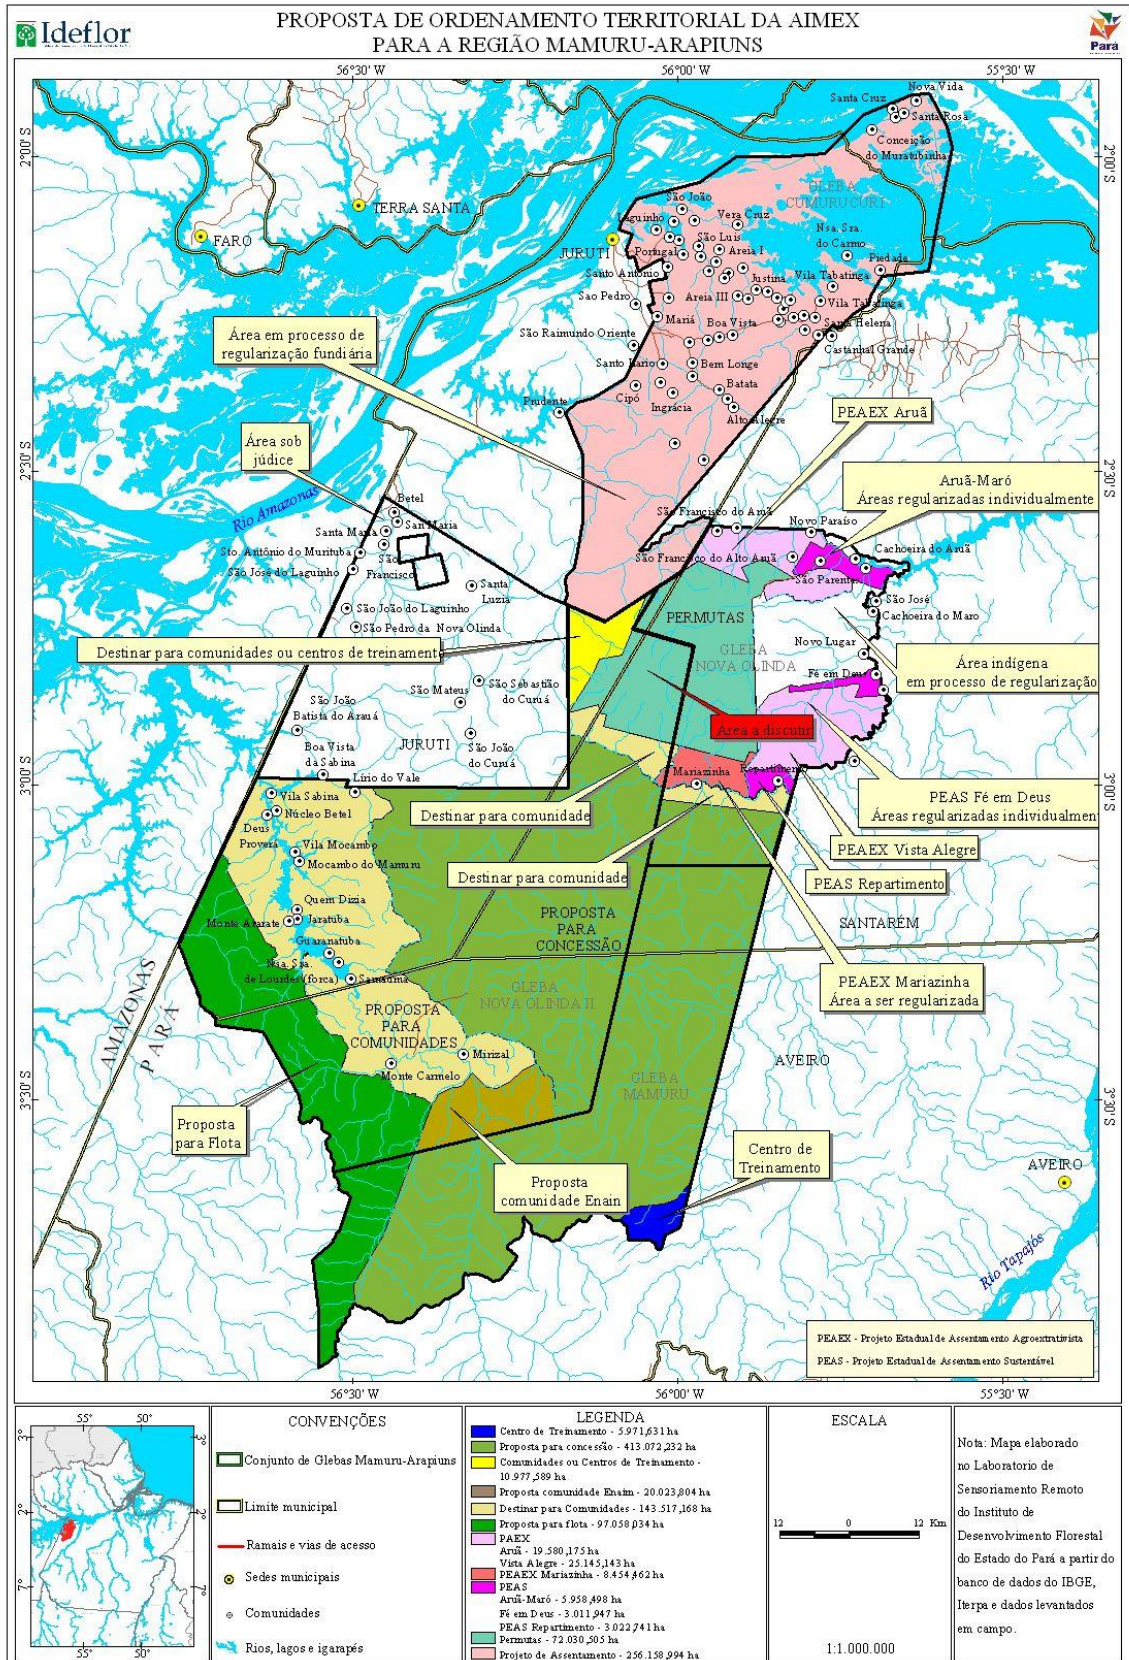 Ideflor
PROPOSTA DE ORDENAMENTO TERRITORIAL DA AIMEX
PARA A REGIÃO MAMURU-ARAPIUNS
Pará
56°30' W
56°00' W
55°30' W
2°00' S
2°00' S
Nova Vida
Santa Cruz
Santa Rosa
Conceição
do Muratubinha
GLEBA
CUMURUCURI
TERRA SANTA
FARO
JURUTI
São João
Laguinho
Vera Cruz
São Luis
Nsa. Sra.
do Carmo
Portugal
Areia I
Piedade
Santo Antônio
Justina
Vila Tabatinga
Sao Pedro
Areia III
Vila Tabatinga
Mariá
Boa Vista
Santa Helena
São Raimundo Oriente
Castanhal Grande
Área em processo de
regularização fundiária
Santo Ilário
Bem Longe
Cipó
Batata
Ingrácia
Prudente
Alto Alegre
PEAEX Aruã
Área sob
júdice
2°30' S
2°30' S
Aruã-Maró
Áreas regularizadas individualmente
Rio Amazonas
Betel
San Maria
Santa Maria
São Francisco do Aruã
Novo Paraíso
Sto. Antônio do Murituba
São
Francisco
São Francisco do Alto Aruã
Cachoeira do Aruã
São José do Laguinho
São Parente
Santa
Luzia
São José
São João do Laguinho
Cachoeira do Maro
PERMUTAS
São Pedro da Nova Olinda
GLEBA
NOVA OLINDA
Novo Lugar
Destinar para comunidades ou centros de treinamento
Área indígena
em processo de regularização
Fé em Deus
São Mateus
São Sebastião
do Curuá
São João
Batista do Arauá
Área a discutir
JURUTI
São João
do Curuá
Boa Vista
da Sabina
Mariazinha
Repartimento
3°00' S
3°00' S
Lírio do Vale
Vila Sabina
Núcleo Betel
Destinar para comunidade
PEAS Fé em Deus
Áreas regularizadas individualmen
Deus
Proverá
PEAEX Vista Alegre
Vila Mocambo
Mocambo do Mamuru
Destinar para comunidade
PEAS Repartimento
Quem Dizia
Monte Ararate
Jaratuba
PROPOSTA
PARA
CONCESSÃO
SANTARÉM
Guaranatuba
Nsa. Sra.
de Lourdes (forca)
Samauma
PEAEX Mariazinha
Área a ser regularizada
AMAZONAS
PARÁ
GLEBA
NOVA OLINDA II
PROPOSTA
PARA
COMUNIDADES
Mirizal
Monte Carmelo
AVEIRO
GLEBA
MAMURU
3°30' S
3°30' S
Proposta
para Flota
Centro de
Treinamento
AVEIRO
Proposta
comunidade Enain
Rio Tapajós
PEAEX - Projeto Estadual de Assentamento Agroextrativista
PEAS - Projeto Estadual de Assentamento Sustentável
56°30' W
56°00' W
55°30' W
55°
50°
3°
3°
2°
2°
7°
7°
55°
50°
CONVENÇÕES
Conjunto de Glebas Mamuru-Arapiuns
Limite municipal
Ramais e vias de acesso
Sedes municipais
Comunidades
Rios, lagos e igarapés
LEGENDA
Centro de Treinamento - 5.971,631 ha
Proposta para concessão - 413.072,232 ha
Comunidades ou Centros de Treinamento -
10.977,589 ha
Proposta comunidade Enaim - 20.023,804 ha
Destinar para Comunidades - 143.517,168 ha
Proposta para flota - 97.058,034 ha
PAEX
Aruã - 19.580,175 ha
Vista Alegre - 25.145,143 ha
PEAEX Mariazinha - 8.454,462 ha
PEAS
Aruã-Maró - 5.958,498 ha
Fé em Deus - 3.011,947 ha
PEAS Repartimento - 3.022,741 ha
Permutas - 72.030,505 ha
Projeto de Assentamento - 256.158,994 ha
ESCALA
12 0 12 Km
1:1.000.000
Nota: Mapa elaborado
no Laboratorio de
Sensoriamento Remoto
do Instituto de
Desenvolvimento Florestal
do Estado do Pará a partir do
banco de dados do IBGE,
Iterpa e dados levantados
em campo.